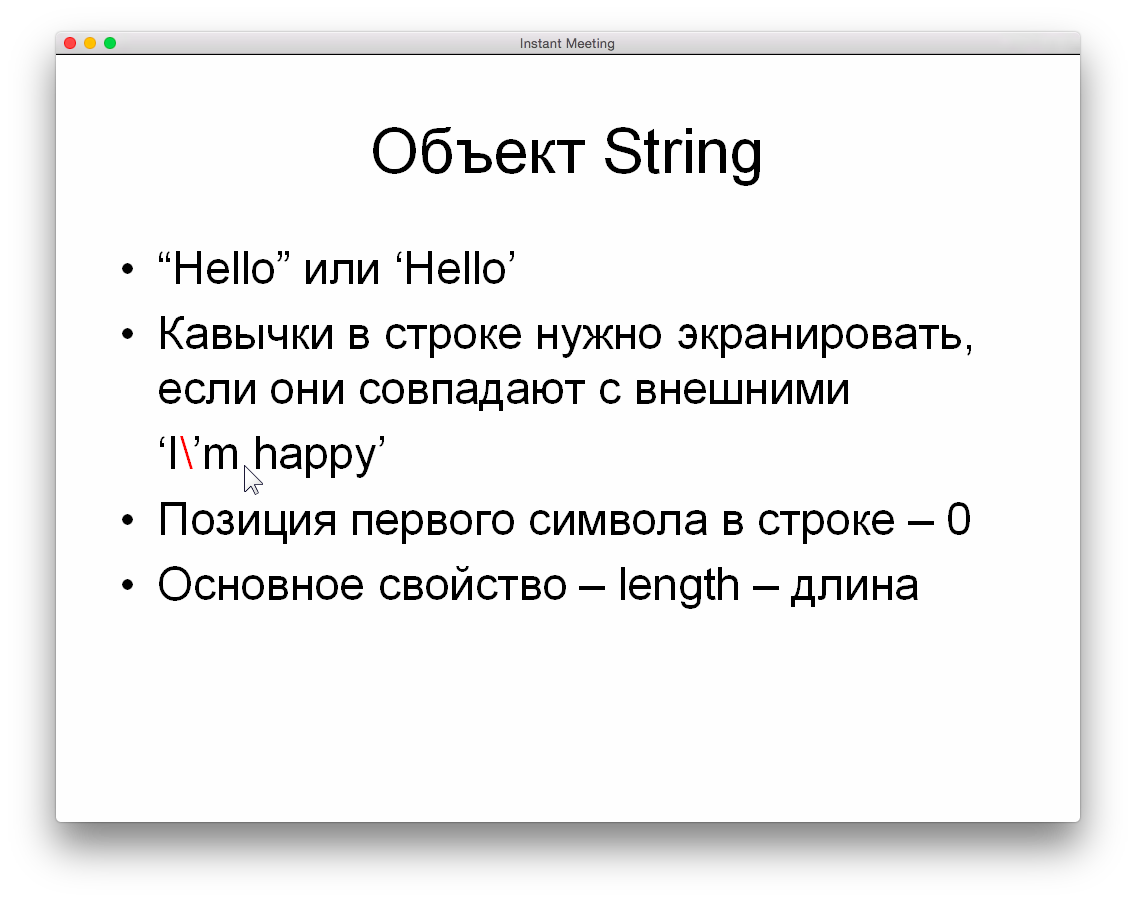 Instant Meeting
Объект String
• “Hello” или ‘Hello’
• Кавычки в строке нужно экранировать,
если они совпадают с внешними
‘I\’m happy’
• Позиция первого символа в строке – 0
• Основное свойство – length – длина